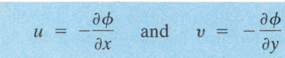 u = −∂ϕ/∂x and v = −∂ϕ/∂y